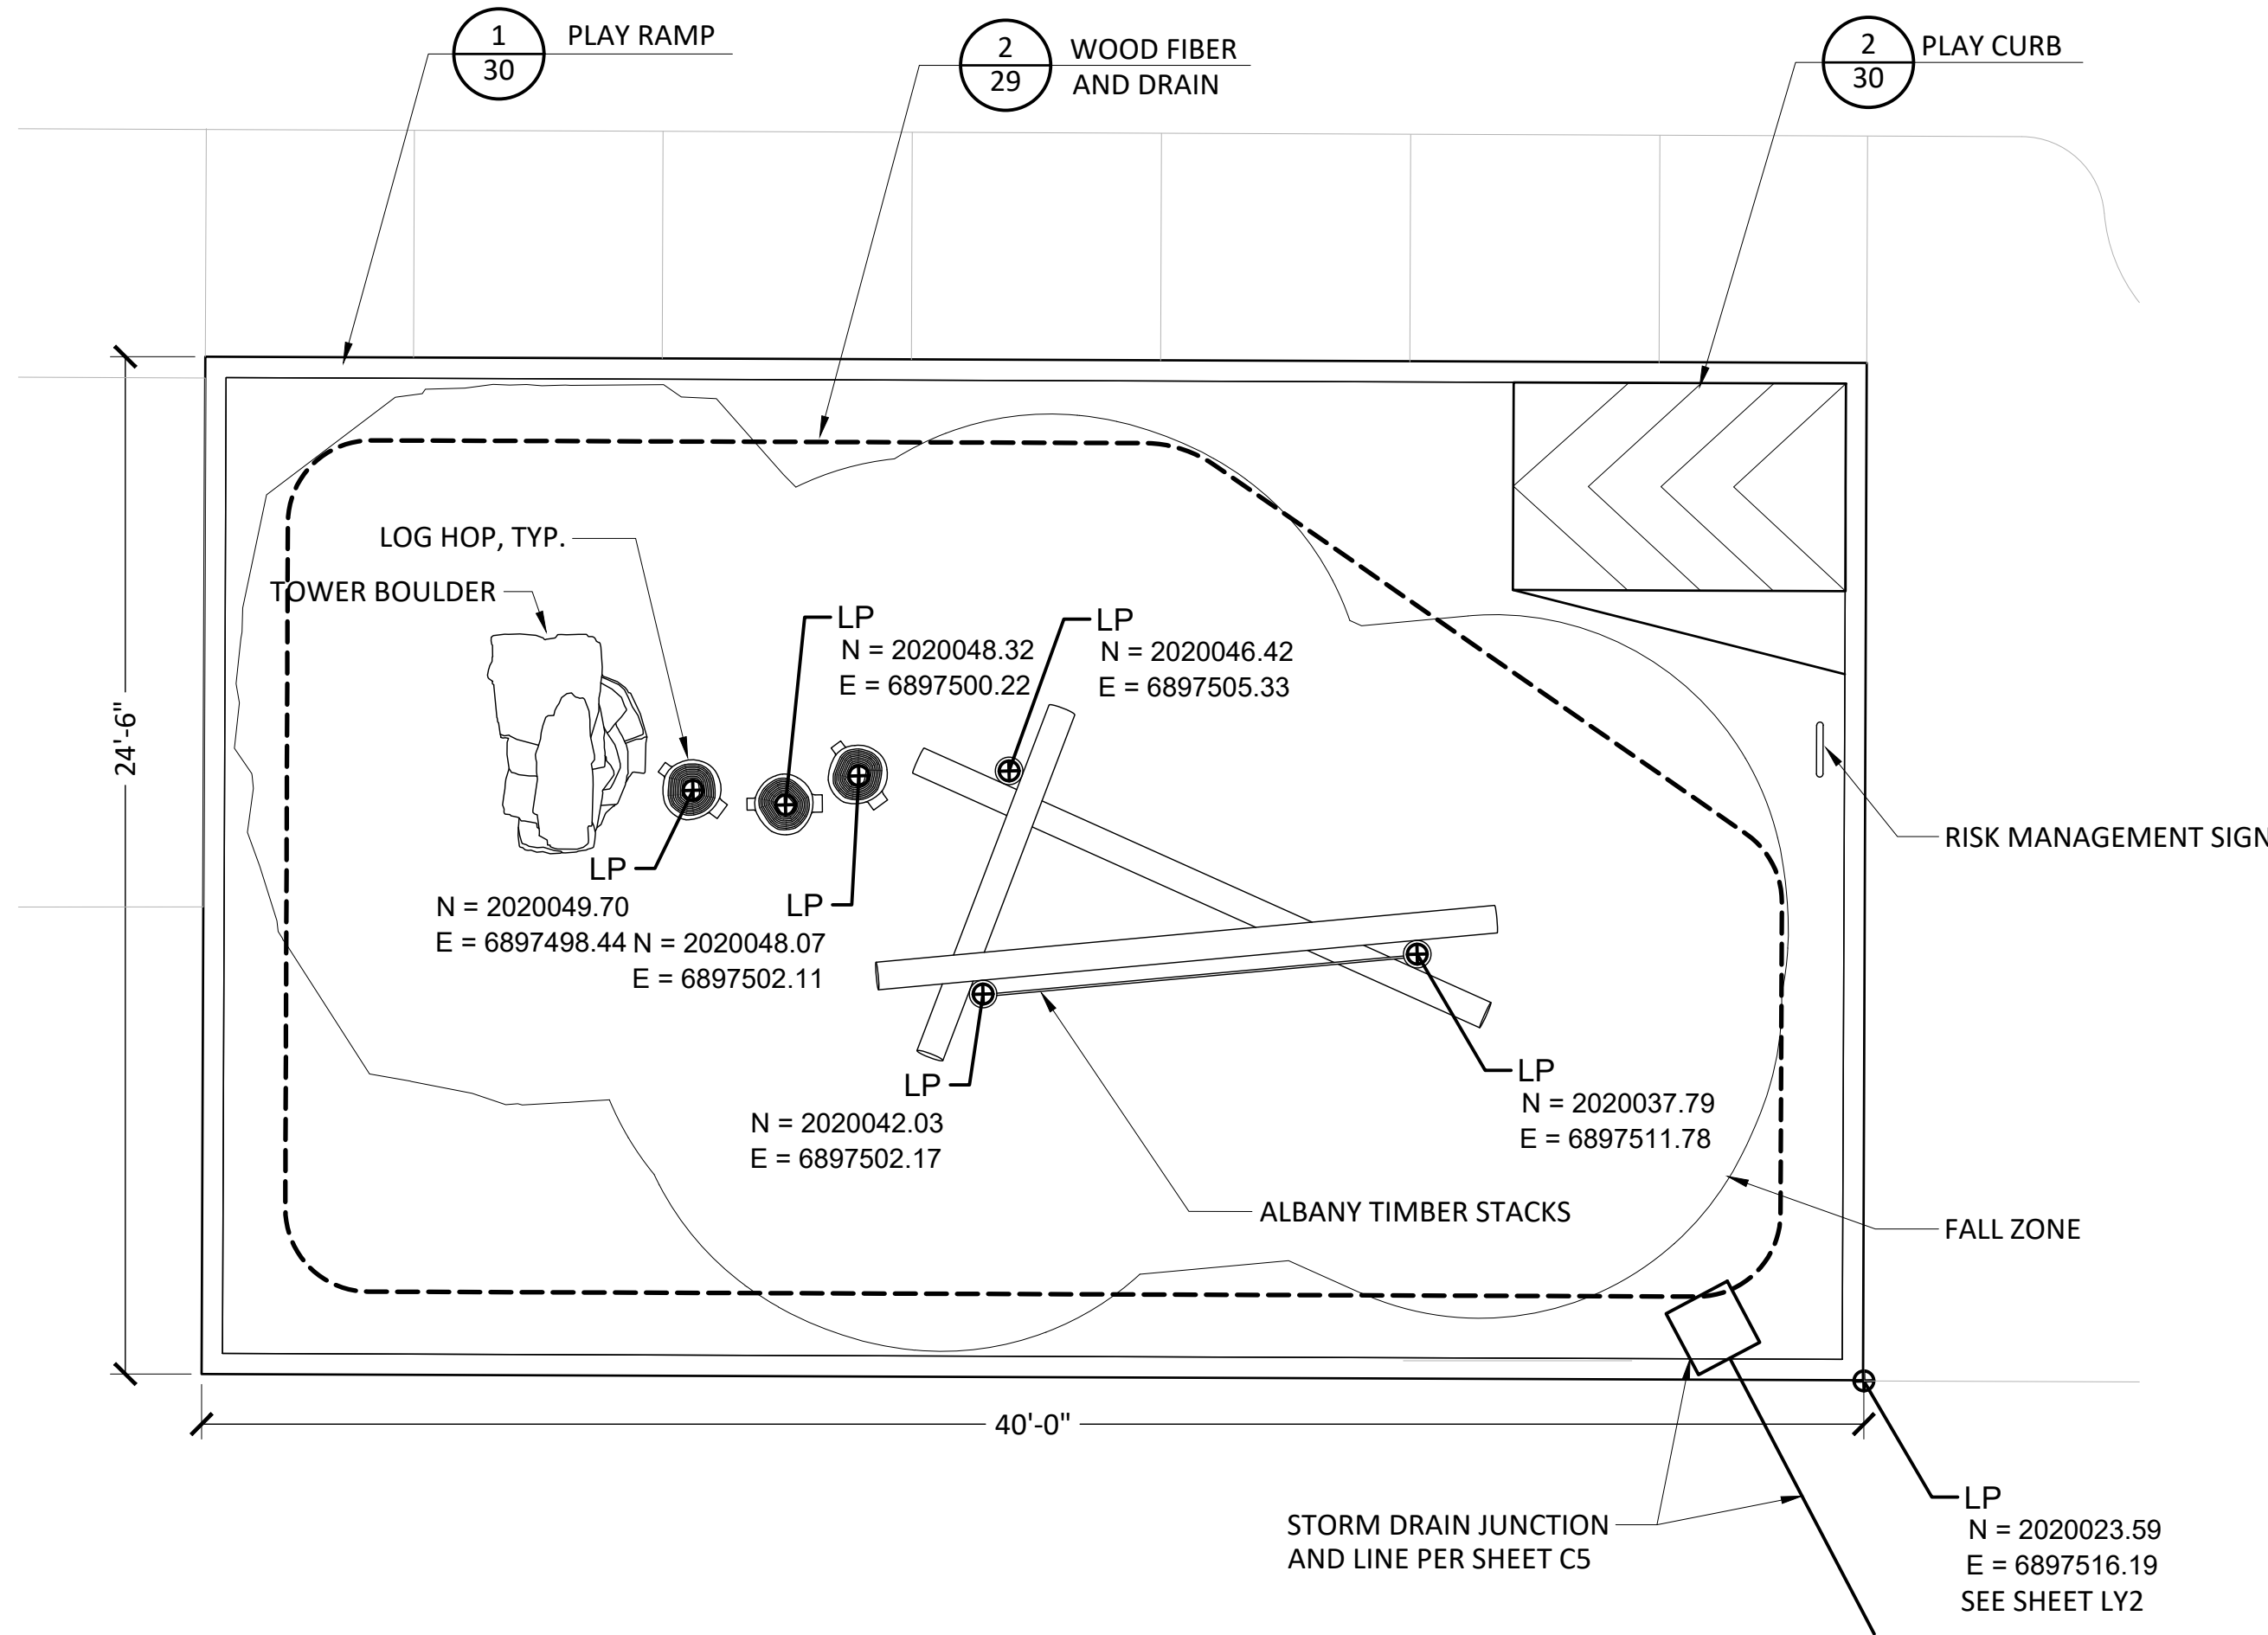 1
30
PLAY RAMP
2
29
WOOD FIBER
AND DRAIN
2
30
PLAY CURB
LOG HOP, TYP.
TOWER BOULDER
LP
N = 2020048.32
E = 6897500.22
LP
N = 2020046.42
E = 6897505.33
24'-6"
RISK MANAGEMENT SIGN
LP
N = 2020049.70
E = 6897498.44
LP
N = 2020048.07
E = 6897502.11
LP
N = 2020042.03
E = 6897502.17
LP
N = 2020037.79
E = 6897511.78
ALBANY TIMBER STACKS
FALL ZONE
40'-0"
STORM DRAIN JUNCTION
AND LINE PER SHEET C5
LP
N = 2020023.59
E = 6897516.19
SEE SHEET LY2